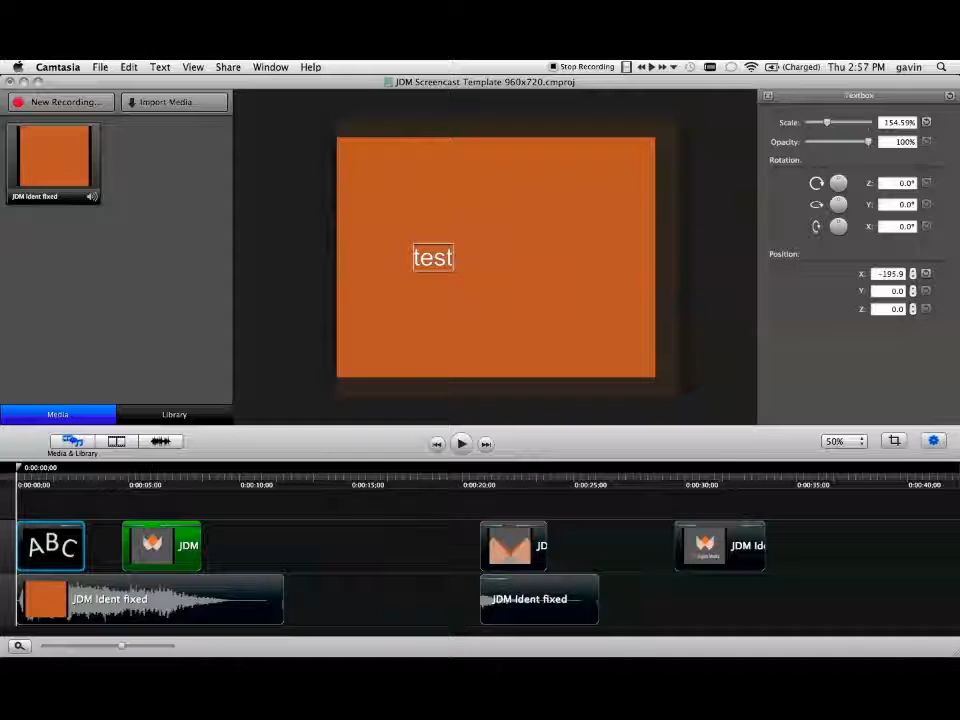 Camtasia File Edit Text View Share Window Help Stop Recording (Charged) Thu 2:57 PM gavin
JDM Screencast Template 960x720.cmproj
New Recording... Import Media
Textbox
Scale: 154.59%
Opacity: 100%
Rotation:
Z: 0.0°
Y: 0.0°
X: 0.0°
JDM Ident fixed
test
Position:
X: -195.9
Y: 0.0
Z: 0.0
Media Library
Media & Library
50%
0:00:00;00
0:00:00;00 0:00:05;00 0:00:10;00 0:00:15;00 0:00:20;00 0:00:25;00 0:00:30;00 0:00:35;00 0:00:40;00
ABC JDM JD JDM Ide
JDM Ident fixed JDM Ident fixed